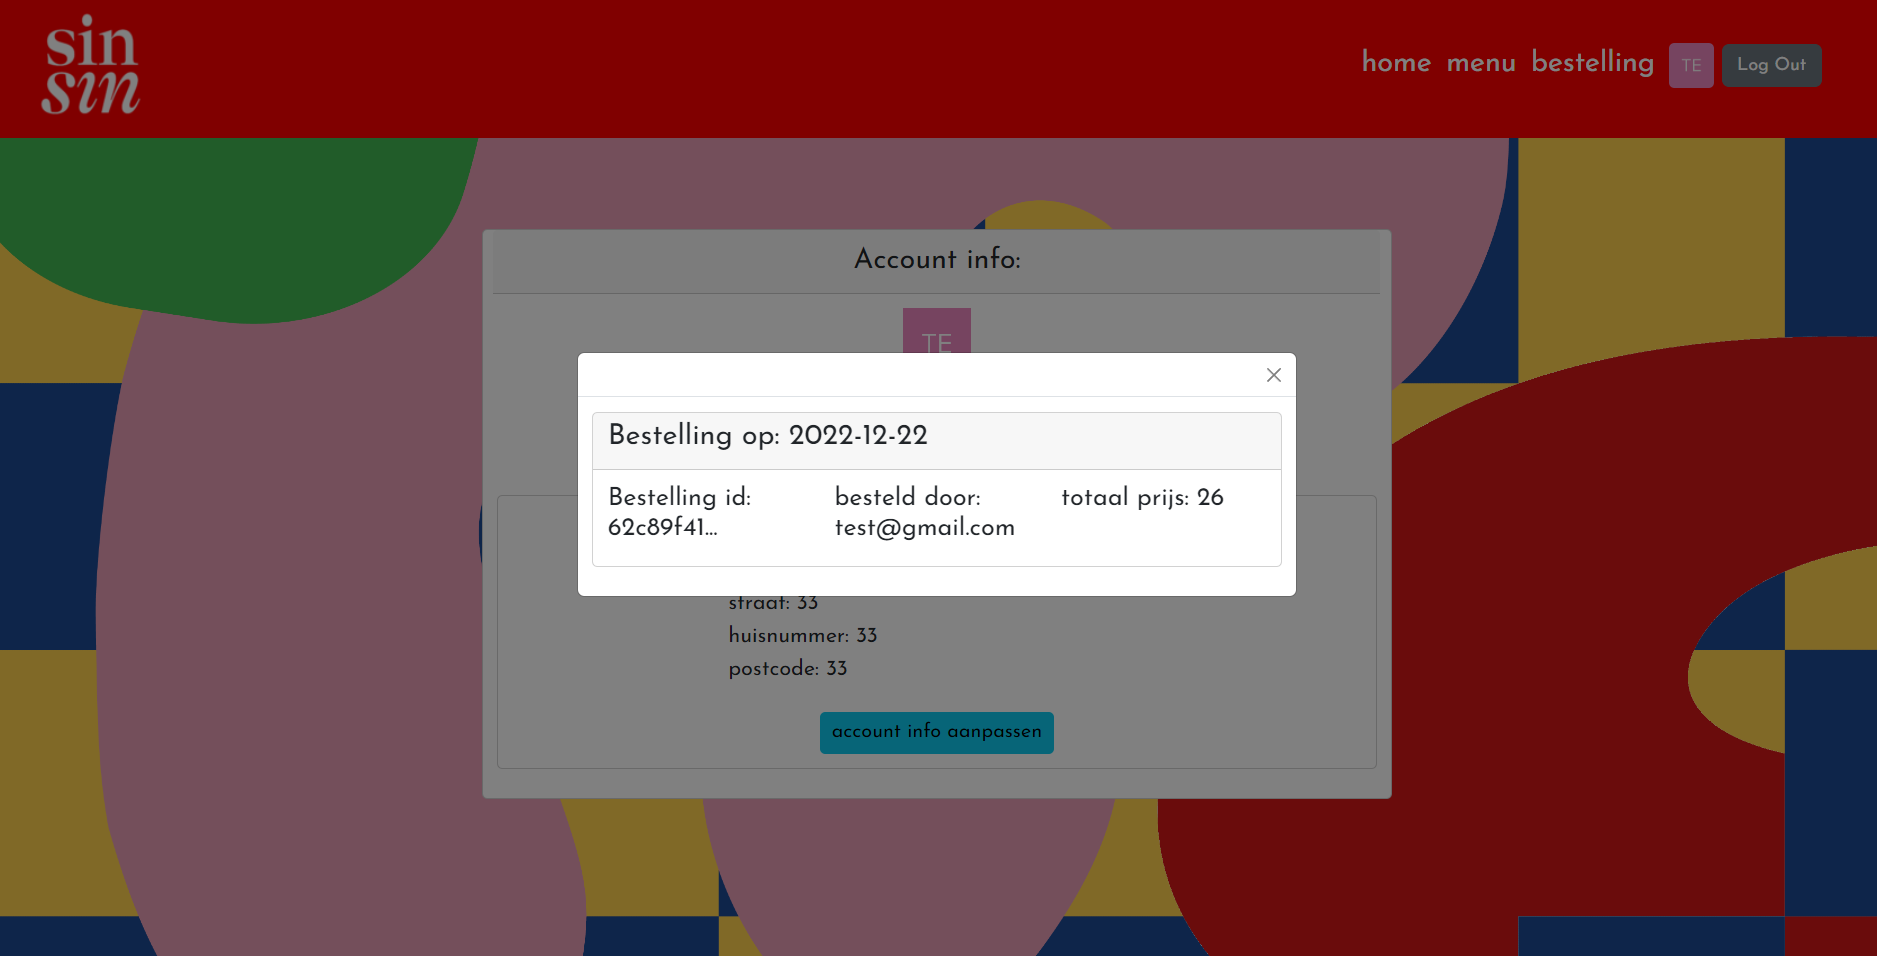 sin
sin
home menu bestelling TE Log Out
Account info:
TE
Bestelling op: 2022-12-22
Bestelling id:
62c89f41...
besteld door:
test@gmail.com
totaal prijs: 26
straat: 33
huisnummer: 33
postcode: 33
account info aanpassen